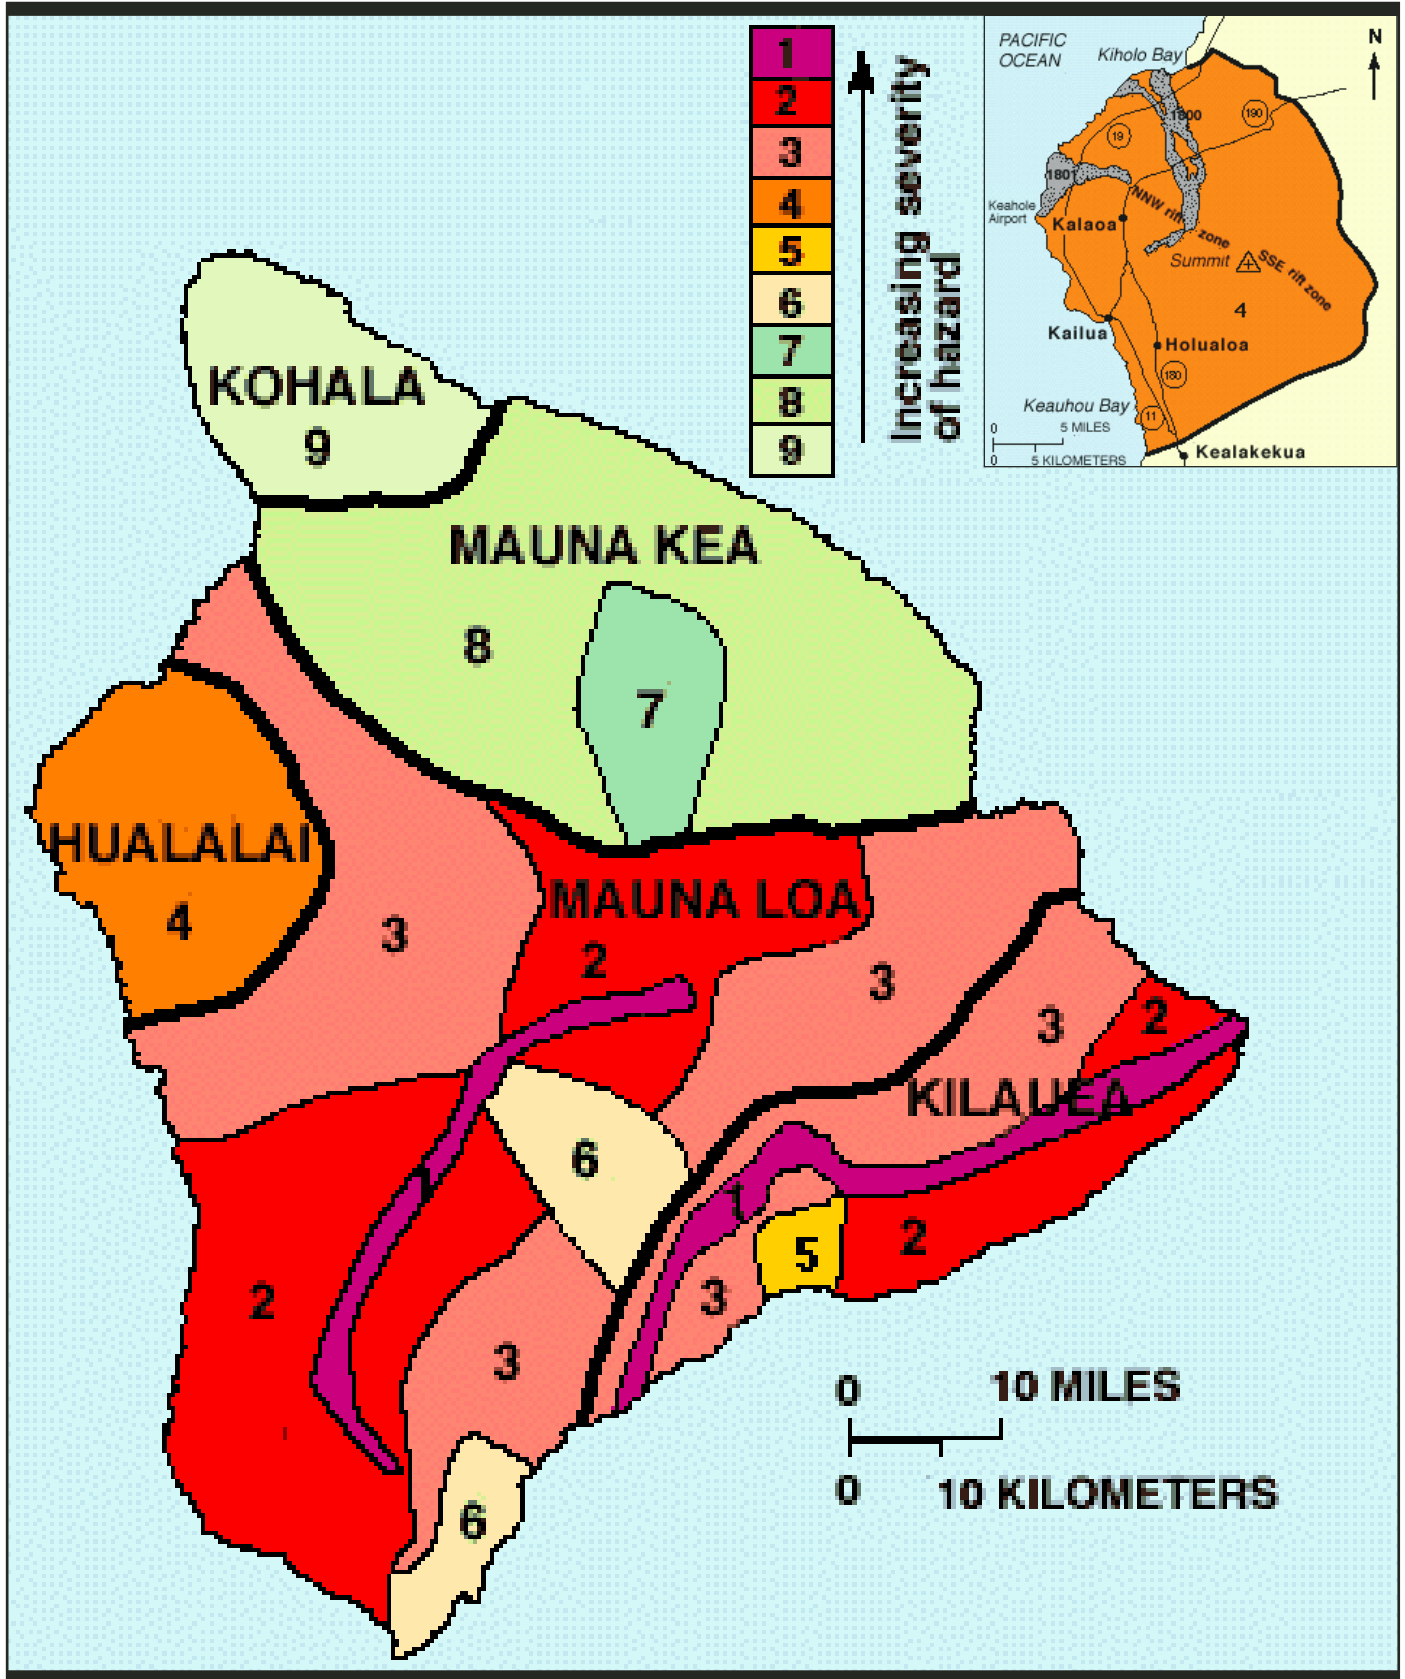 1
2
3
4
5
6
7
8
9
Increasing severity
of hazard
PACIFIC
OCEAN
Kiholo Bay
N
1800
190
19
1801
Keahole
Airport
NNW rift zone
Kalaoa
Summit
SSE rift zone
4
Kailua
Holualoa
180
Keauhou Bay
11
0
5 MILES
0
5 KILOMETERS
Kealakekua
KOHALA
9
MAUNA KEA
8
7
HUALALAI
4
MAUNA LOA
3
2
3
3
2
KILAUEA
6
1
1
2
5
2
3
3
6
0
10 MILES
0
10 KILOMETERS